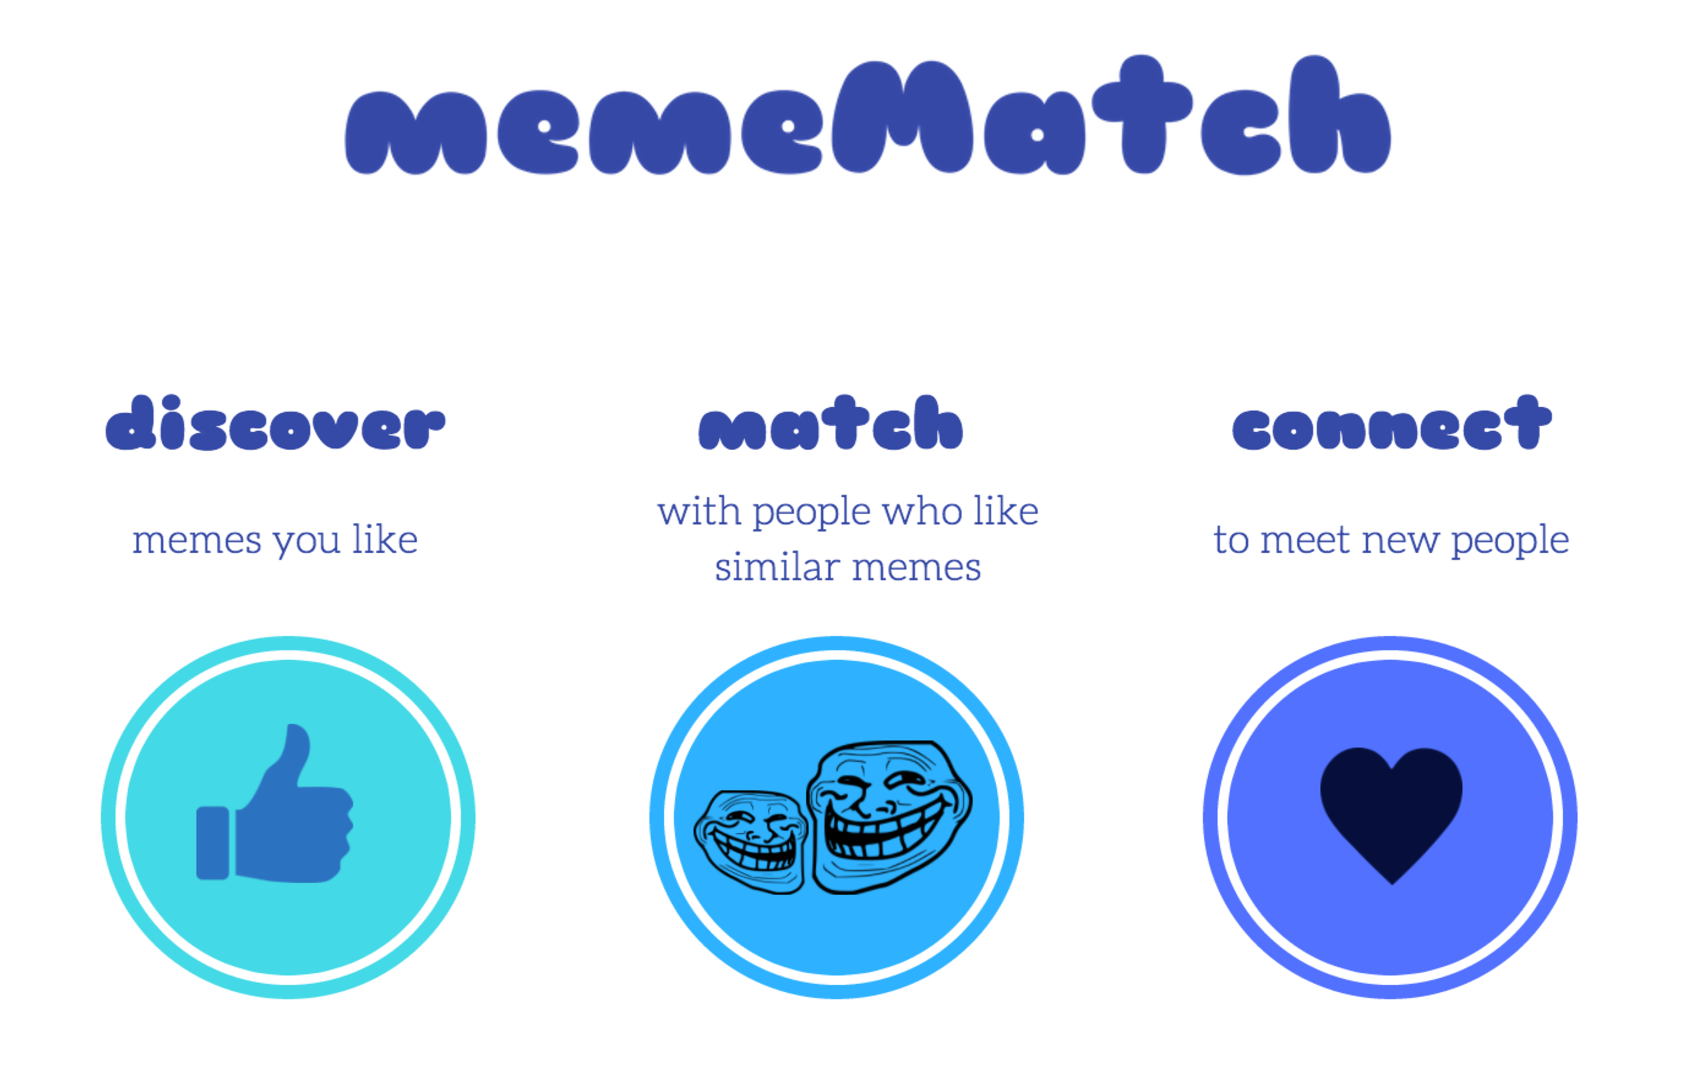 memeMatch
discover
match
connect
memes you like
with people who like
similar memes
to meet new people